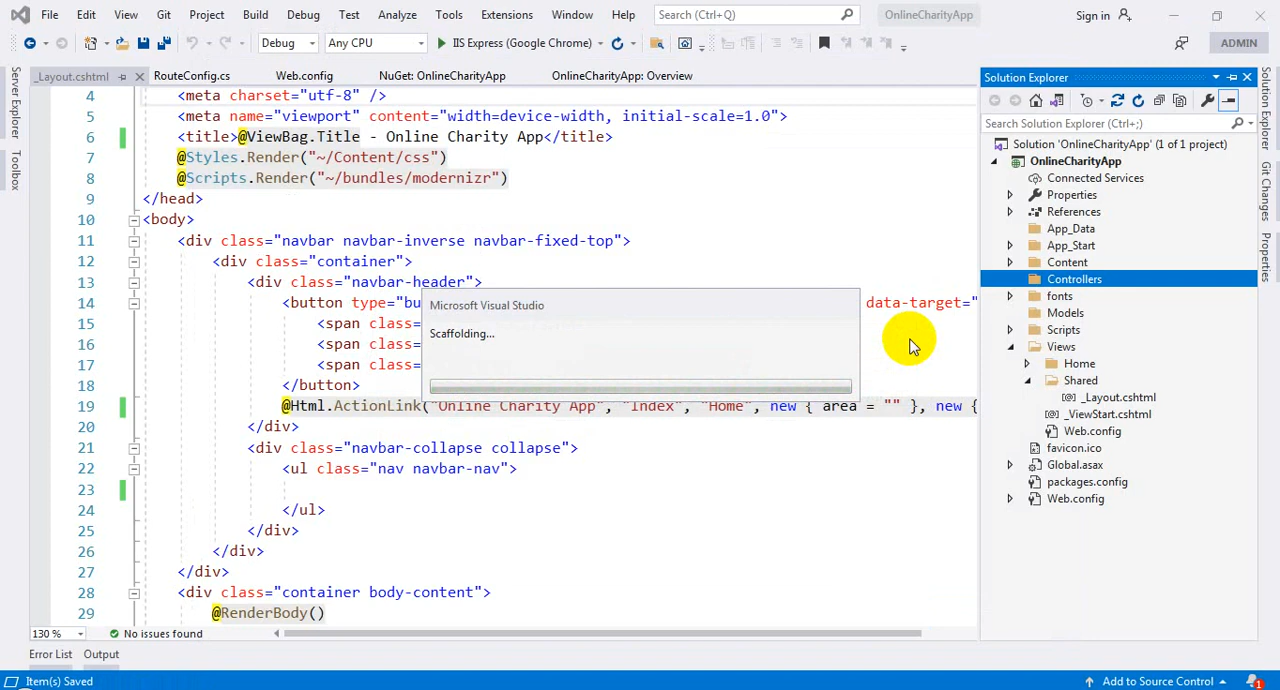 File Edit View Git Project Build Debug Test Analyze Tools Extensions Window Help Search (Ctrl+Q) OnlineCharityApp Sign in
Debug Any CPU IIS Express (Google Chrome) ADMIN
Server Explorer
Toolbox
_Layout.cshtml RouteConfig.cs Web.config NuGet: OnlineCharityApp OnlineCharityApp: Overview
4 <meta charset="utf-8" />
5 <meta name="viewport" content="width=device-width, initial-scale=1.0">
6 <title>@ViewBag.Title - Online Charity App</title>
7 @Styles.Render("~/Content/css")
8 @Scripts.Render("~/bundles/modernizr")
9 </head>
10 <body>
11 <div class="navbar navbar-inverse navbar-fixed-top">
12 <div class="container">
13 <div class="navbar-header">
14 <button type="bu data-target="
15 <span class=
16 <span class=
17 <span class=
18 </button>
19 @Html.ActionLink("Online Charity App", "Index", "Home", new { area = "" }, new {
20 </div>
21 <div class="navbar-collapse collapse">
22 <ul class="nav navbar-nav">
23
24 </ul>
25 </div>
26 </div>
27 </div>
28 <div class="container body-content">
29 @RenderBody()
Microsoft Visual Studio
Scaffolding...
130 % No issues found
Error List Output
Item(s) Saved Add to Source Control 1
Solution Explorer
Search Solution Explorer (Ctrl+;)
Solution 'OnlineCharityApp' (1 of 1 project)
OnlineCharityApp
Connected Services
Properties
References
App_Data
App_Start
Content
Controllers
fonts
Models
Scripts
Views
Home
Shared
_Layout.cshtml
_ViewStart.cshtml
Web.config
favicon.ico
Global.asax
packages.config
Web.config
Solution Explorer
Git Changes
Properties